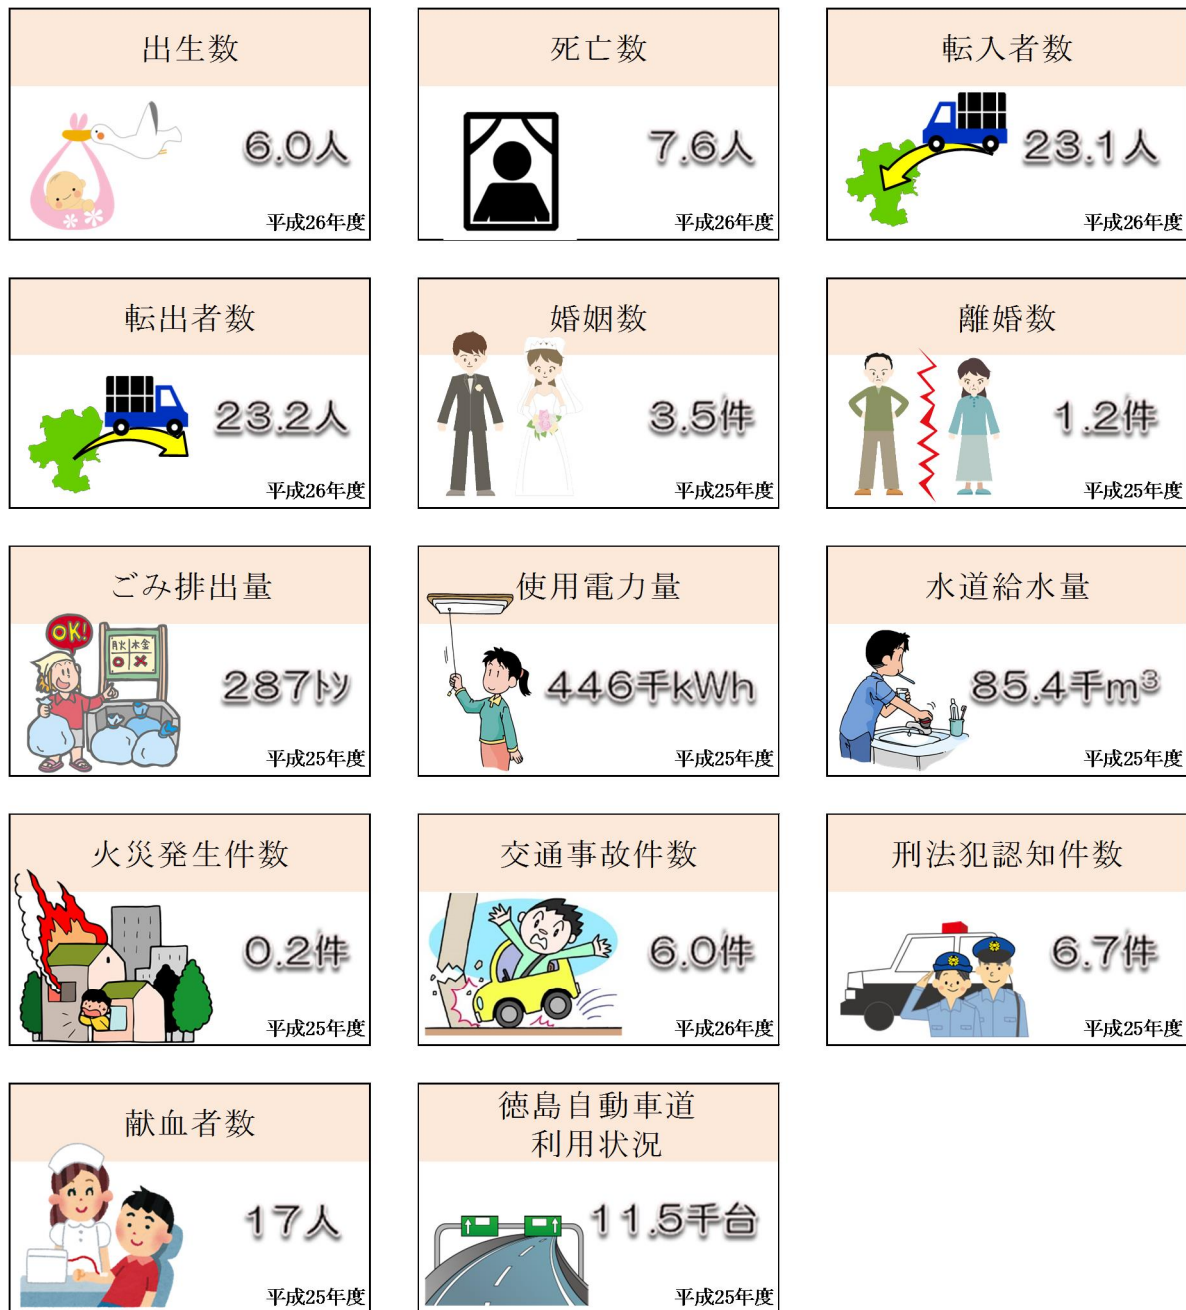 出生数
6.0人
平成26年度
死亡数
7.6人
平成26年度
転入者数
23.1人
平成26年度
転出者数
23.2人
平成26年度
婚姻数
3.5件
平成25年度
離婚数
1.2件
平成25年度
ごみ排出量
OK!
月火 木金
287㌧
平成25年度
使用電力量
446千kWh
平成25年度
水道給水量
85.4千m³
平成25年度
火災発生件数
0.2件
平成25年度
交通事故件数
6.0件
平成26年度
刑法犯認知件数
6.7件
平成25年度
献血者数
17人
平成25年度
徳島自動車道
利用状況
11.5千台
平成25年度